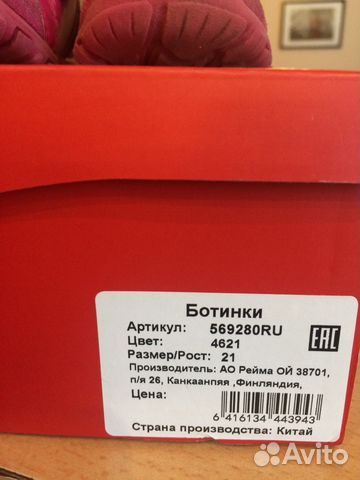 Ботинки
Артикул: 569280RU
Цвет: 4621
Размер/Рост: 21
Производитель: АО Рейма ОЙ 38701,
п/я 26, Канкаанпяя ,Финляндия,
Цена:
6 416134 443943
Страна производства: Китай
EAC
Avito